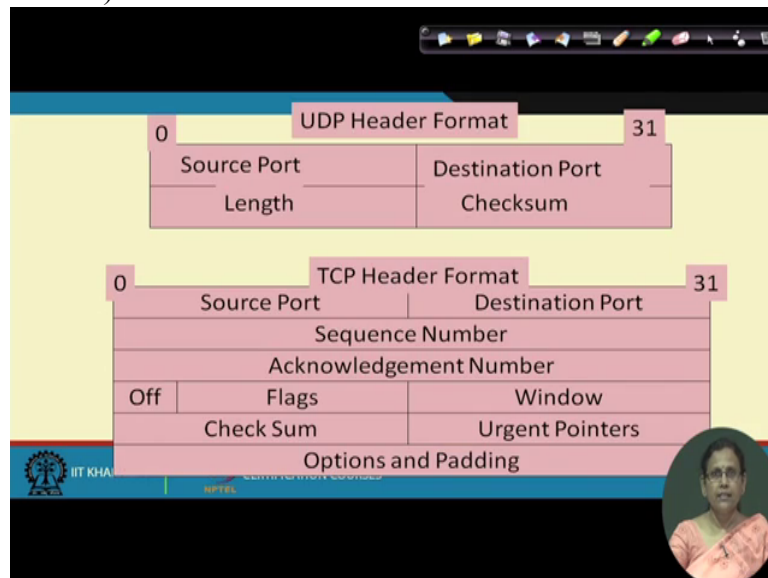 )
UDP Header Format
0 31
Source Port Destination Port
Length Checksum
TCP Header Format
0 31
Source Port Destination Port
Sequence Number
Acknowledgement Number
Off Flags Window
Check Sum Urgent Pointers
Options and Padding
IIT KHA
NPTEL